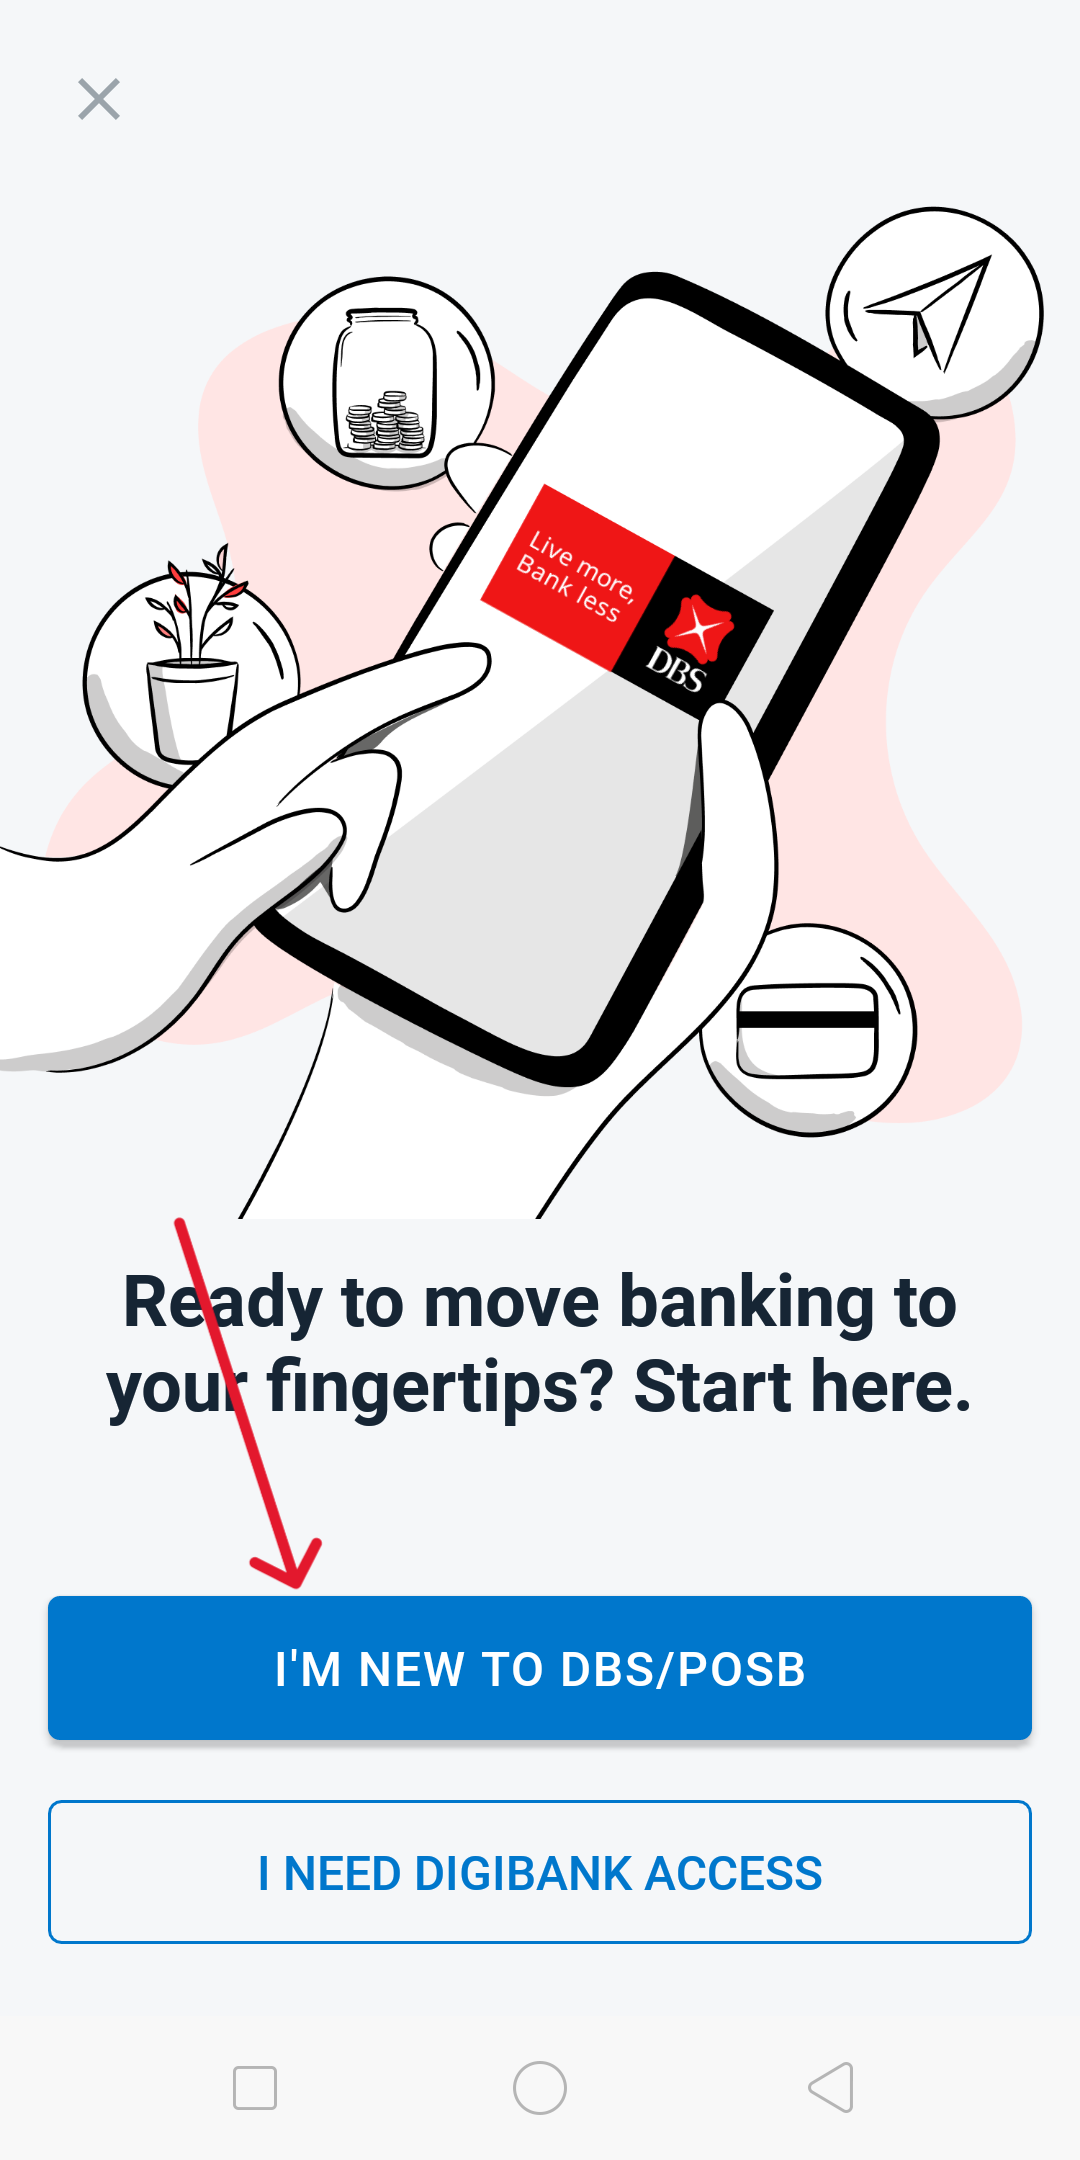 Live more,
Bank less
DBS
Ready to move banking to
your fingertips? Start here.
I'M NEW TO DBS/POSB
I NEED DIGIBANK ACCESS